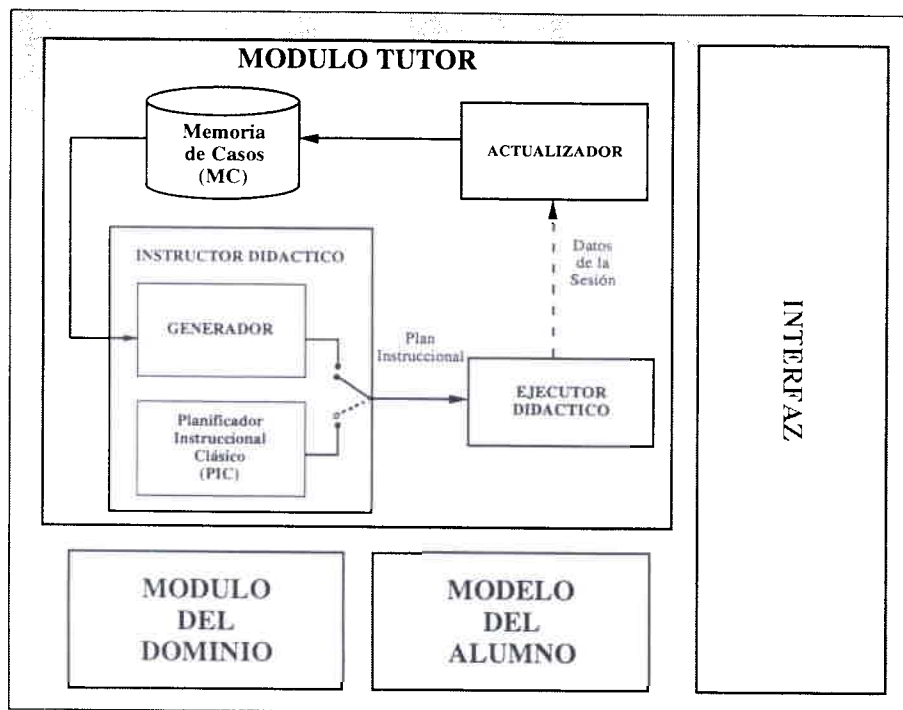 MODULO TUTOR
Memoria
de Casos
(MC)
ACTUALIZADOR
INSTRUCTOR DIDACTICO
Datos
de la
Sesión
GENERADOR
Plan
Instruccional
Planificador
Instruccional
Clásico
(PIC)
EJECUTOR
DIDACTICO
MODULO
DEL
DOMINIO
MODELO
DEL
ALUMNO
INTERFAZ